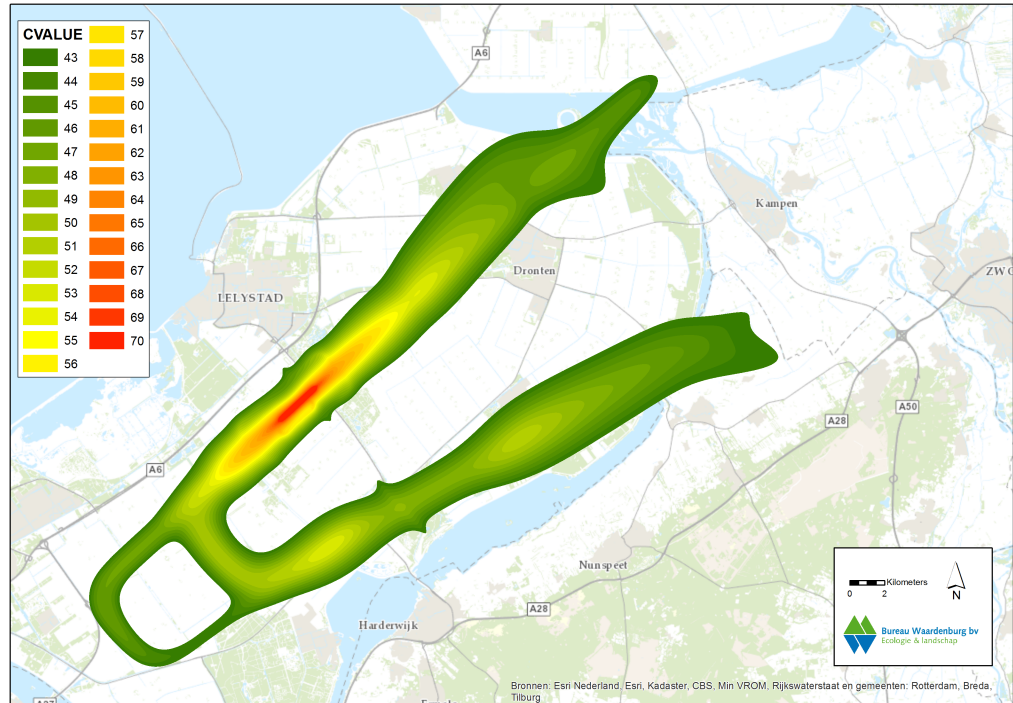 CVALUE
43
44
45
46
47
48
49
50
51
52
53
54
55
56
57
58
59
60
61
62
63
64
65
66
67
68
69
70
A6
Kampen
ZWO
Dronten
LELYSTAD
A50
A28
A6
Nunspeet
A28
Harderwijk
Kilometers
0 2
N
Bureau Waardenburg bv
Ecologie & landschap
Bronnen: Esri Nederland, Esri, Kadaster, CBS, Min VROM, Rijkswaterstaat en gemeenten: Rotterdam, Breda,
Tilburg